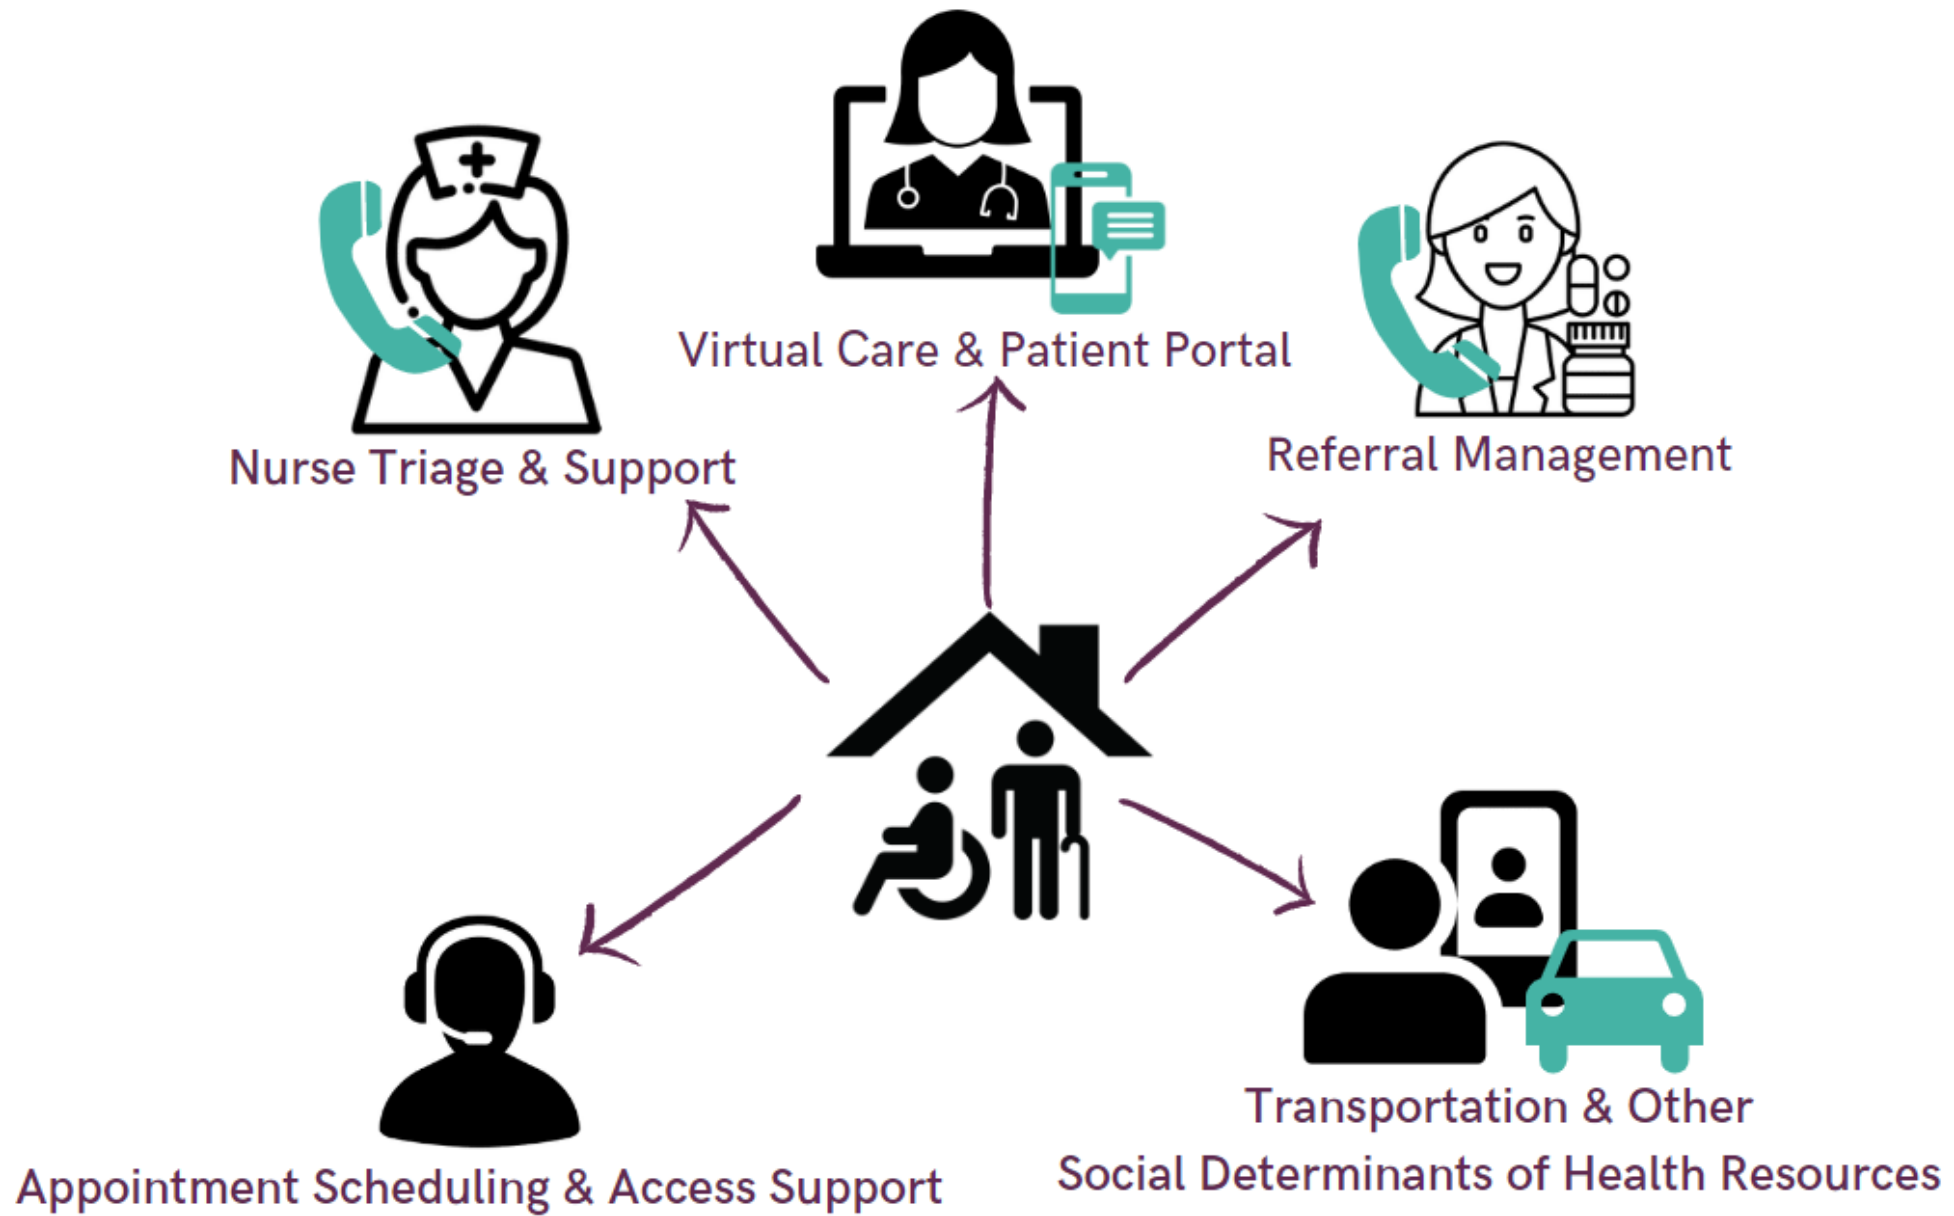 Virtual Care & Patient Portal
Nurse Triage & Support
Referral Management
Appointment Scheduling & Access Support
Transportation & Other
Social Determinants of Health Resources